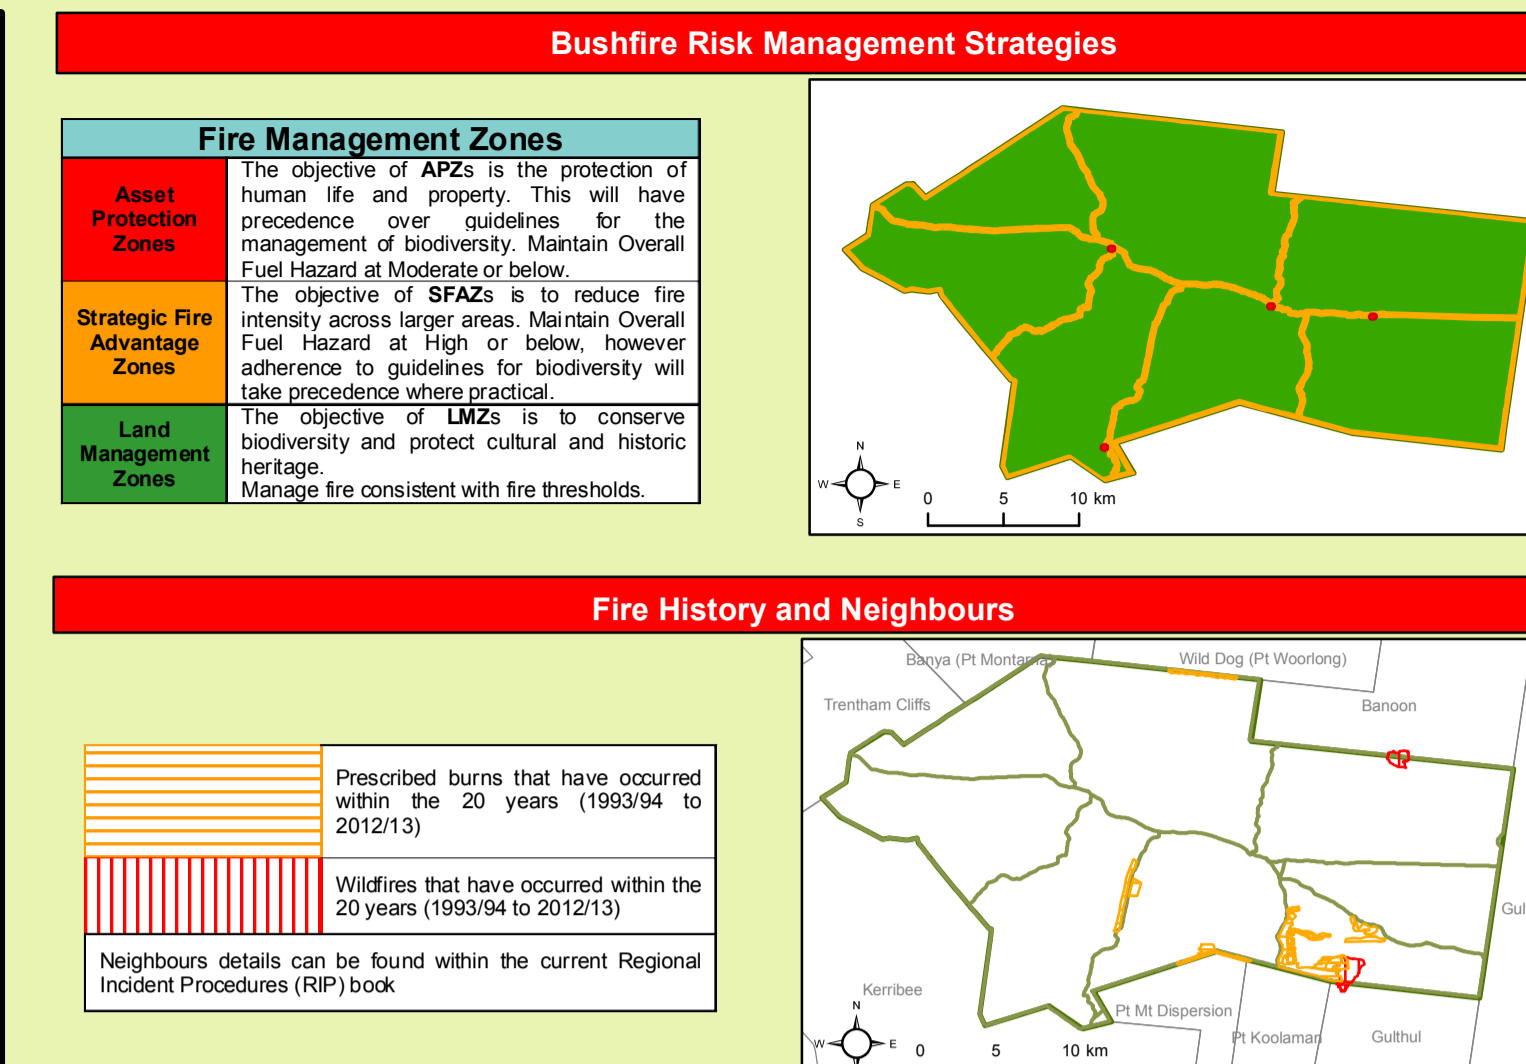 Bushfire Risk Management Strategies
Fire Management Zones
Asset
Protection
Zones
The objective of APZs is the protection of
human life and property. This will have
precedence over guidelines for the
management of biodiversity. Maintain Overall
Fuel Hazard at Moderate or below.
Strategic Fire
Advantage
Zones
The objective of SFAZs is to reduce fire
intensity across larger areas. Maintain Overall
Fuel Hazard at High or below, however
adherence to guidelines for biodiversity will
take precedence where practical.
Land
Management
Zones
The objective of LMZs is to conserve
biodiversity and protect cultural and historic
heritage.
Manage fire consistent with fire thresholds.
N
W E
S
0 5 10 km
Fire History and Neighbours
Prescribed burns that have occurred
within the 20 years (1993/94 to
2012/13)
Wildfires that have occurred within the
20 years (1993/94 to 2012/13)
Neighbours details can be found within the current Regional
Incident Procedures (RIP) book
Banya (Pt Montarna)
Wild Dog (Pt Woorlong)
Trentham Cliffs
Banoon
Gul
Kerribee
Pt Mt Dispersion
Pt Koolaman
Gulthul
N
W E
0 5 10 km